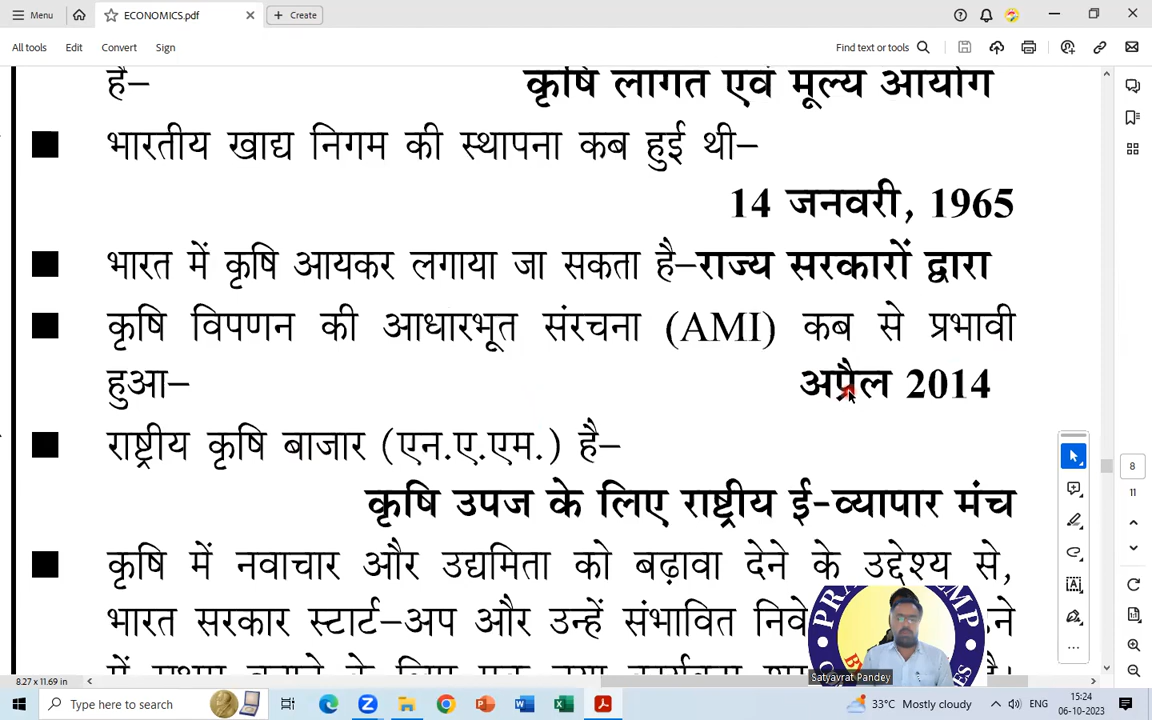 Menu ECONOMICS.pdf Create
All tools Edit Convert Sign Find text or tools
है– कृषि लागत एवं मूल्य आयोग
भारतीय खाद्य निगम की स्थापना कब हुई थी–
14 जनवरी, 1965
भारत में कृषि आयकर लगाया जा सकता है–राज्य सरकारों द्वारा
कृषि विपणन की आधारभूत संरचना (AMI) कब से प्रभावी
हुआ– अप्रैल 2014
राष्ट्रीय कृषि बाजार (एन.ए.एम.) है–
कृषि उपज के लिए राष्ट्रीय ई-व्यापार मंच
कृषि में नवाचार और उद्यमिता को बढ़ावा देने के उद्देश्य से,
भारत सरकार स्टार्ट–अप और उन्हें संभावित
8
11
Satyavrat Pandey
8.27 x 11.69 in
Type here to search 33°C Mostly cloudy ENG 15:24
06-10-2023